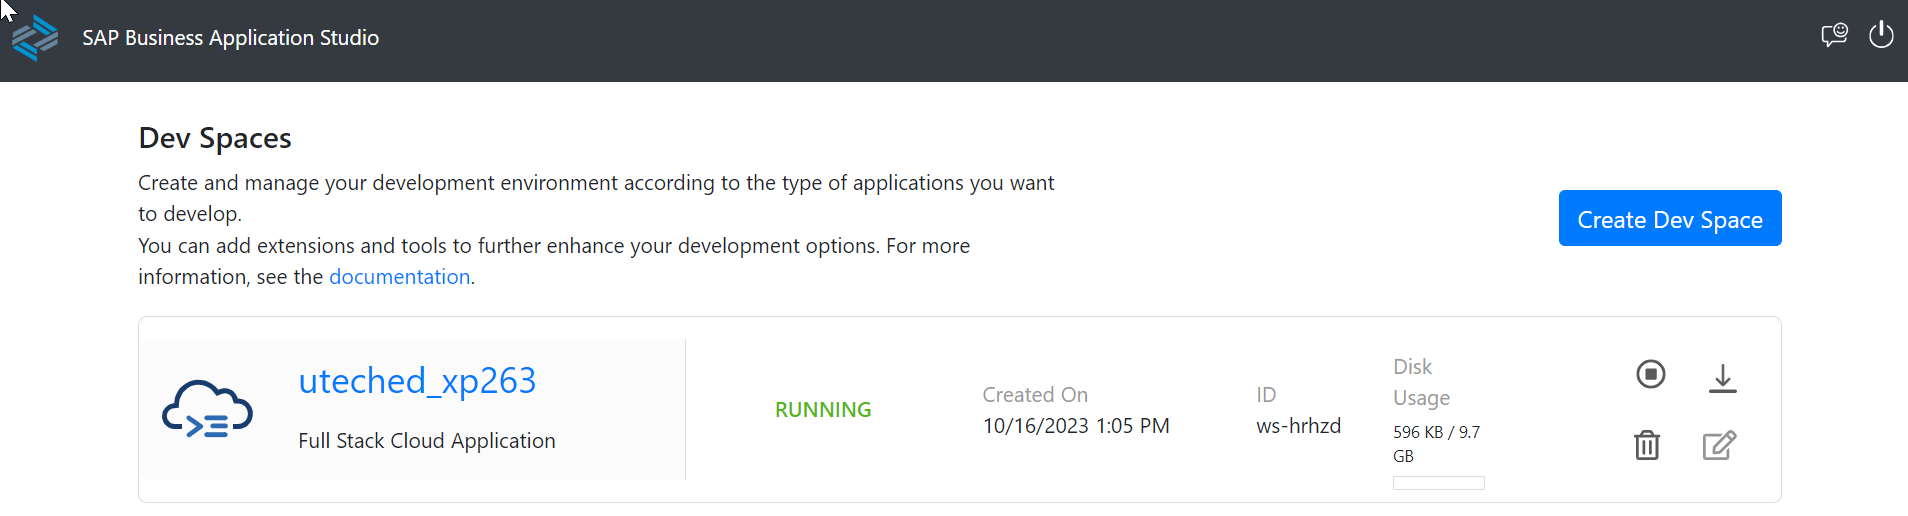 SAP Business Application Studio
Dev Spaces
Create and manage your development environment according to the type of applications you want
to develop.
You can add extensions and tools to further enhance your development options. For more
information, see the documentation.
Create Dev Space
uteched_xp263
Full Stack Cloud Application
RUNNING
Created On
10/16/2023 1:05 PM
ID
ws-hrhzd
Disk
Usage
596 KB / 9.7
GB